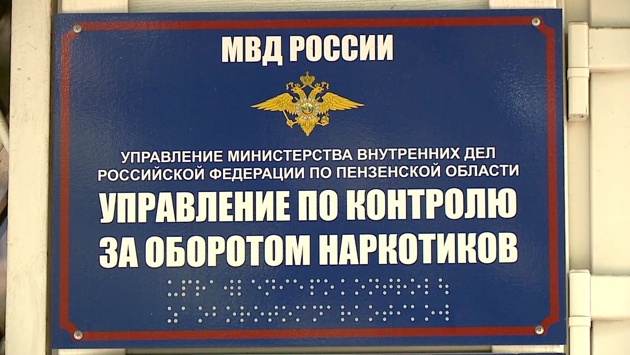 МВД РОССИИ
УПРАВЛЕНИЕ МИНИСТЕРСТВА ВНУТРЕННИХ ДЕЛ
РОССИЙСКОЙ ФЕДЕРАЦИИ ПО ПЕНЗЕНСКОЙ ОБЛАСТИ
УПРАВЛЕНИЕ ПО КОНТРОЛЮ
ЗА ОБОРОТОМ НАРКОТИКОВ